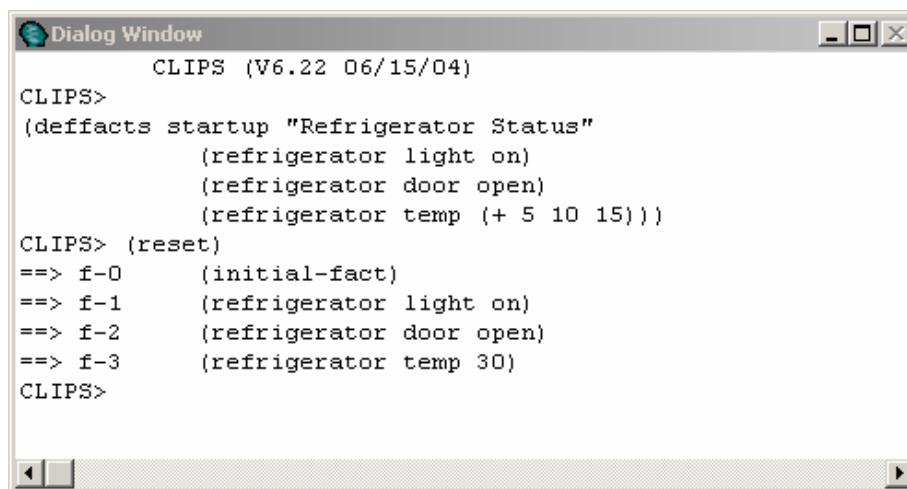 Dialog Window
CLIPS (V6.22 06/15/04)
CLIPS>
(deffacts startup "Refrigerator Status"
(refrigerator light on)
(refrigerator door open)
(refrigerator temp (+ 5 10 15)))
CLIPS> (reset)
==> f-0 (initial-fact)
==> f-1 (refrigerator light on)
==> f-2 (refrigerator door open)
==> f-3 (refrigerator temp 30)
CLIPS>